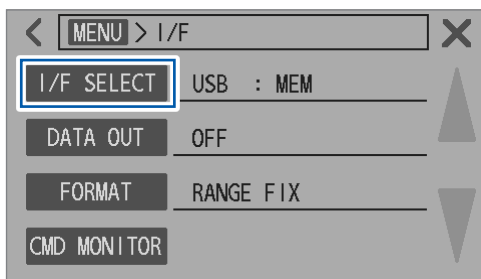 MENU > I/F
I/F SELECT USB : MEM
DATA OUT OFF
FORMAT RANGE FIX
CMD MONITOR